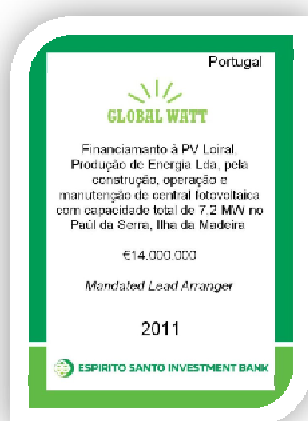 Portugal
GLOBAL WATT
Financiamanto à PV Loiral,
Produção de Energia Lda, pela
construção, operação e
manutenção de central fotovoltaica
com capacidade total de 7.2 MW no
Paúl da Serra, Ilha da Madeira
€14.000.000
Mandated Lead Arranger
2011
ESPIRITO SANTO INVESTMENT BANK